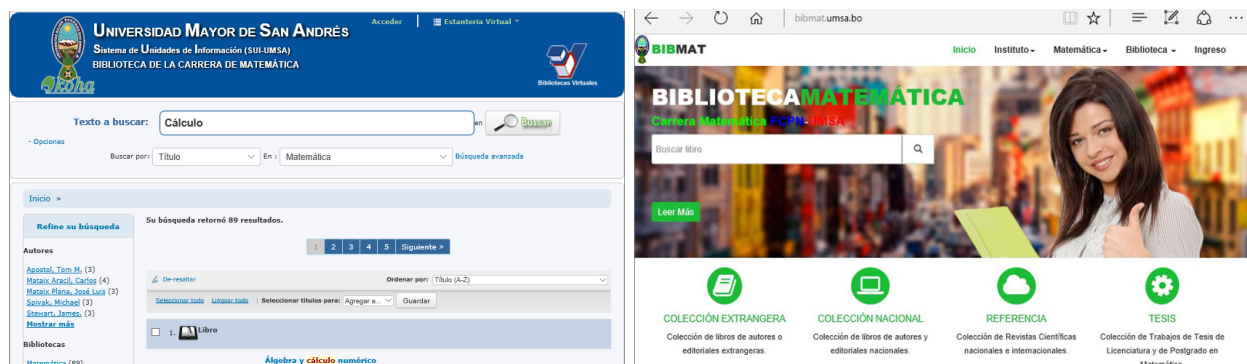 UNIVERSIDAD MAYOR DE SAN ANDRÉS
Sistema de Unidades de Información (SUI-UMSA)
BIBLIOTECA DE LA CARRERA DE MATEMÁTICA
koha
Acceder
Estantería Virtual
Bibliotecas Virtuales
Texto a buscar: Cálculo en Buscar
- Opciones
Buscar por: Título En : Matemática Búsqueda avanzada
Inicio »
Refine su búsqueda
Autores
Apostol, Tom M. (3)
Mataix Aracil, Carlos (4)
Mataix Plana, José Luis (3)
Spivak, Michael (3)
Stewart, James. (3)
Mostrar más
Bibliotecas
Matemática (89)
Su búsqueda retornó 89 resultados.
1 2 3 4 5 Siguiente »
De-resaltar Ordenar por: Título (A-Z)
Seleccionar todo Limpiar todo | Seleccionar títulos para: Agregar a... Guardar
1. Libro
Álgebra y cálculo numérico
bibmat.umsa.bo
BIBMAT
Inicio Instituto Matemática Biblioteca Ingreso
BIBLIOTECAMATEMÁTICA
Carrera Matemática FCPN-UMSA
Buscar libro
Leer Más
COLECCIÓN EXTRANGERA
Colección de libros de autores o
editoriales extrangeras.
COLECCIÓN NACIONAL
Colección de libros de autores y
editoriales nacionales.
REFERENCIA
Colección de Revistas Científicas
nacionales e internacionales.
TESIS
Colección de Trabajos de Tesis de
Licenciatura y de Postgrado en
Matemática.